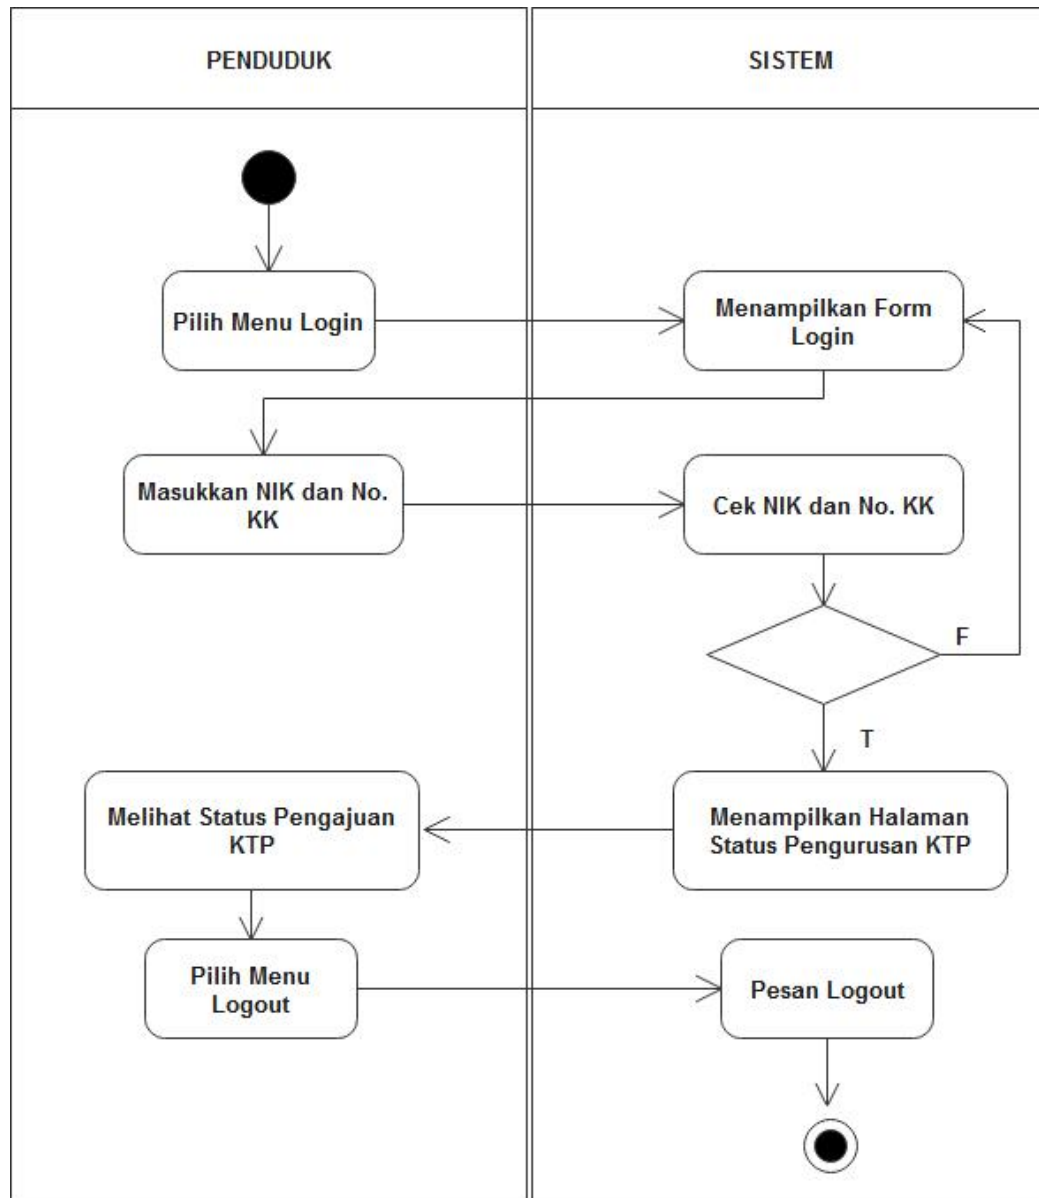 PENDUDUK
SISTEM
Pilih Menu Login
Menampilkan Form
Login
Masukkan NIK dan No.
KK
Cek NIK dan No. KK
F
T
Melihat Status Pengajuan
KTP
Menampilkan Halaman
Status Pengurusan KTP
Pilih Menu
Logout
Pesan Logout